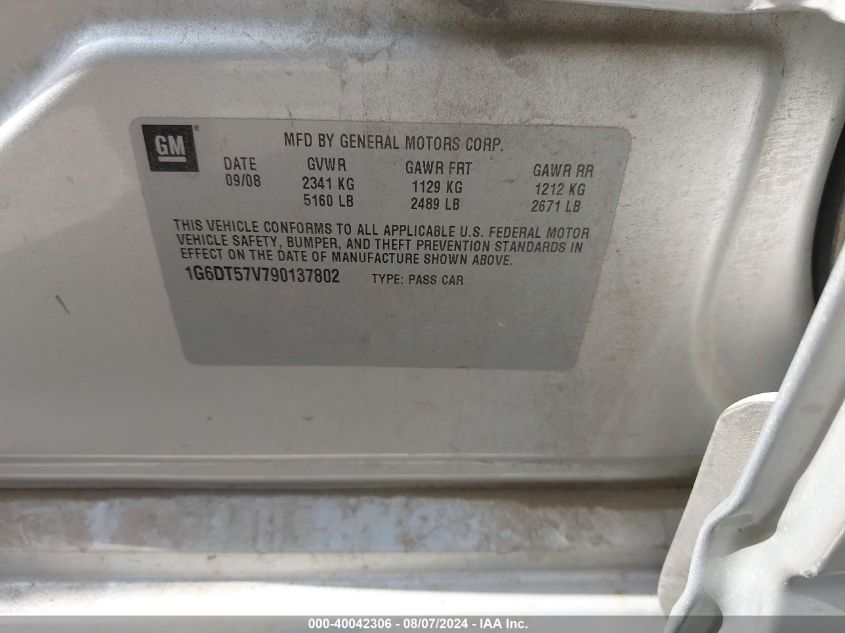 GM®
MFD BY GENERAL MOTORS CORP.
DATE GVWR GAWR FRT GAWR RR
09/08 2341 KG 1129 KG 1212 KG
5160 LB 2489 LB 2671 LB
THIS VEHICLE CONFORMS TO ALL APPLICABLE U.S. FEDERAL MOTOR
VEHICLE SAFETY, BUMPER, AND THEFT PREVENTION STANDARDS IN
EFFECT ON THE DATE OF MANUFACTURE SHOWN ABOVE.
1G6DT57V790137802 TYPE: PASS CAR
000-40042306 - 08/07/2024 - IAA Inc.